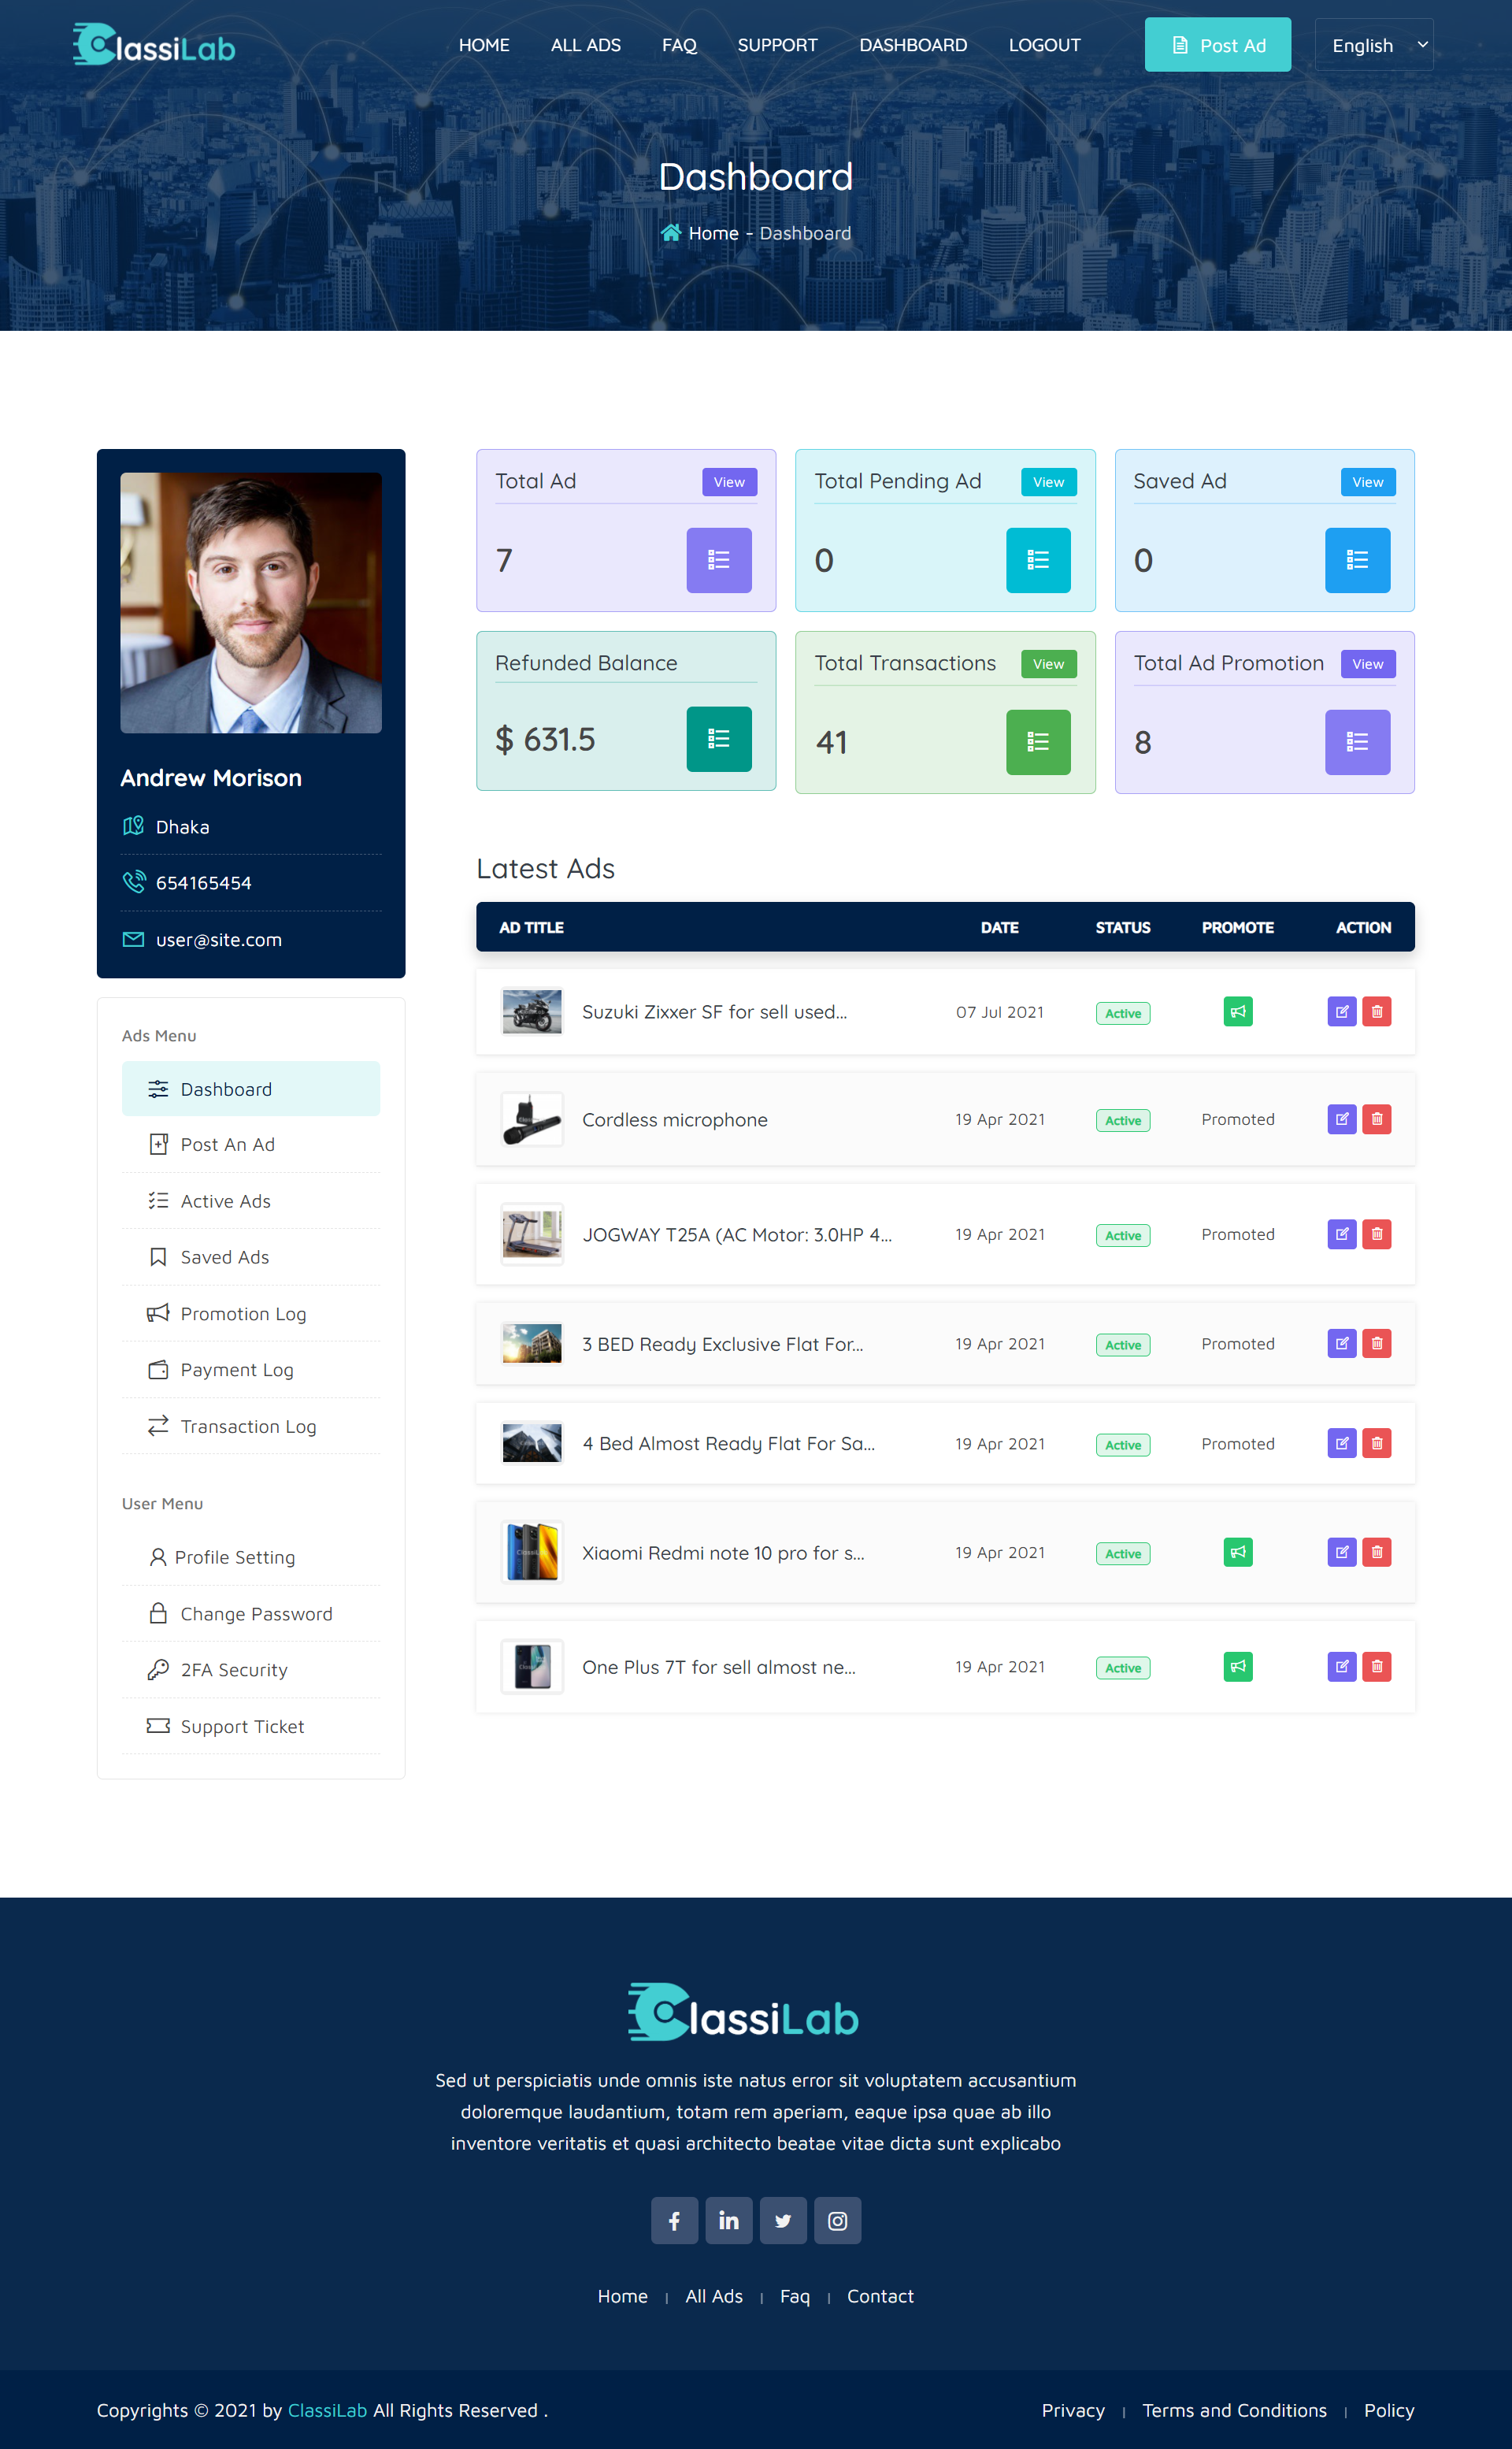 ClassiLab
HOME ALL ADS FAQ SUPPORT DASHBOARD LOGOUT Post Ad English
Dashboard
Home - Dashboard
Andrew Morison
Dhaka
654165454
user@site.com
Ads Menu
Dashboard
Post An Ad
Active Ads
Saved Ads
Promotion Log
Payment Log
Transaction Log
User Menu
Profile Setting
Change Password
2FA Security
Support Ticket
Total Ad View
7
Total Pending Ad View
0
Saved Ad View
0
Refunded Balance
$ 631.5
Total Transactions View
41
Total Ad Promotion View
8
Latest Ads
AD TITLE DATE STATUS PROMOTE ACTION
Suzuki Zixxer SF for sell used... 07 Jul 2021 Active
Cordless microphone 19 Apr 2021 Active Promoted
JOGWAY T25A (AC Motor: 3.0HP 4... 19 Apr 2021 Active Promoted
3 BED Ready Exclusive Flat For... 19 Apr 2021 Active Promoted
4 Bed Almost Ready Flat For Sa... 19 Apr 2021 Active Promoted
Xiaomi Redmi note 10 pro for s... 19 Apr 2021 Active
One Plus 7T for sell almost ne... 19 Apr 2021 Active
ClassiLab
Sed ut perspiciatis unde omnis iste natus error sit voluptatem accusantium
doloremque laudantium, totam rem aperiam, eaque ipsa quae ab illo
inventore veritatis et quasi architecto beatae vitae dicta sunt explicabo
Home | All Ads | Faq | Contact
Copyrights © 2021 by ClassiLab All Rights Reserved .
Privacy | Terms and Conditions | Policy